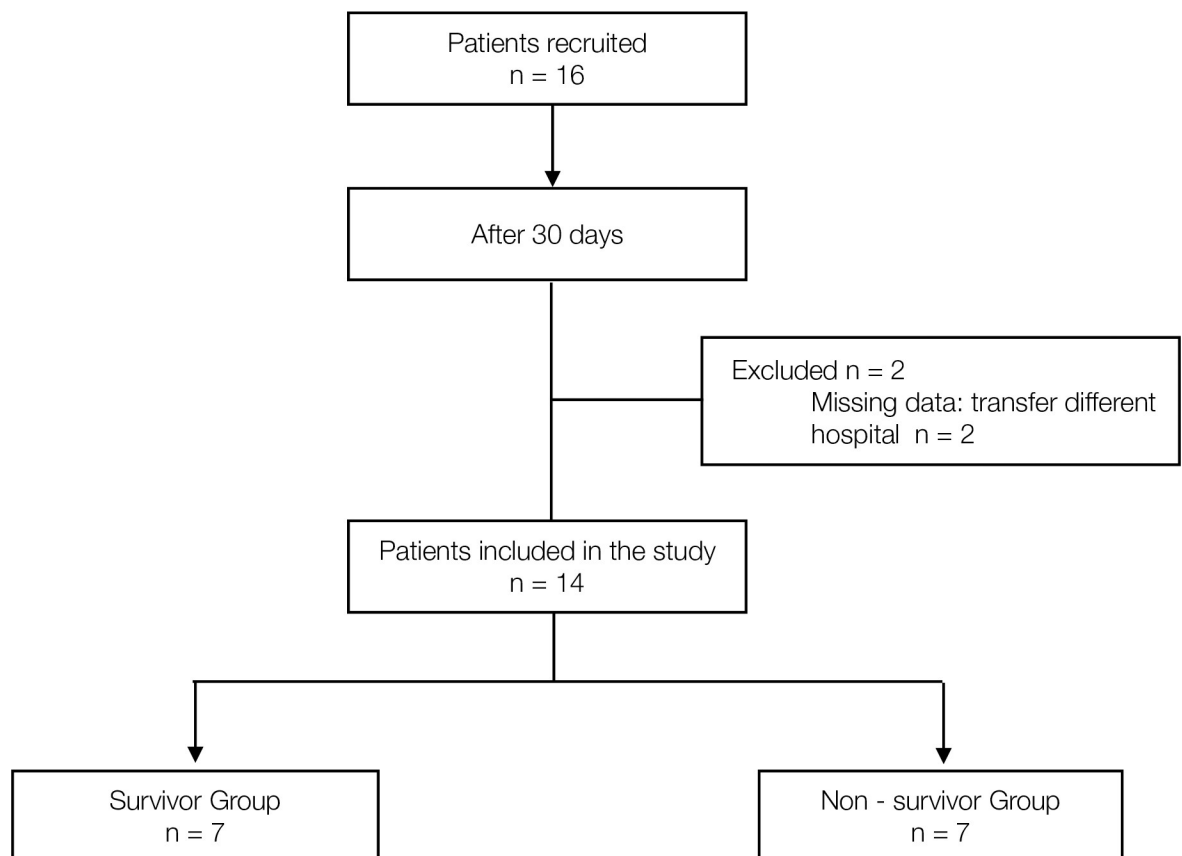 Patients recruited
n = 16
After 30 days
Excluded n = 2
Missing data: transfer different
hospital n = 2
Patients included in the study
n = 14
Survivor Group
n = 7
Non - survivor Group
n = 7